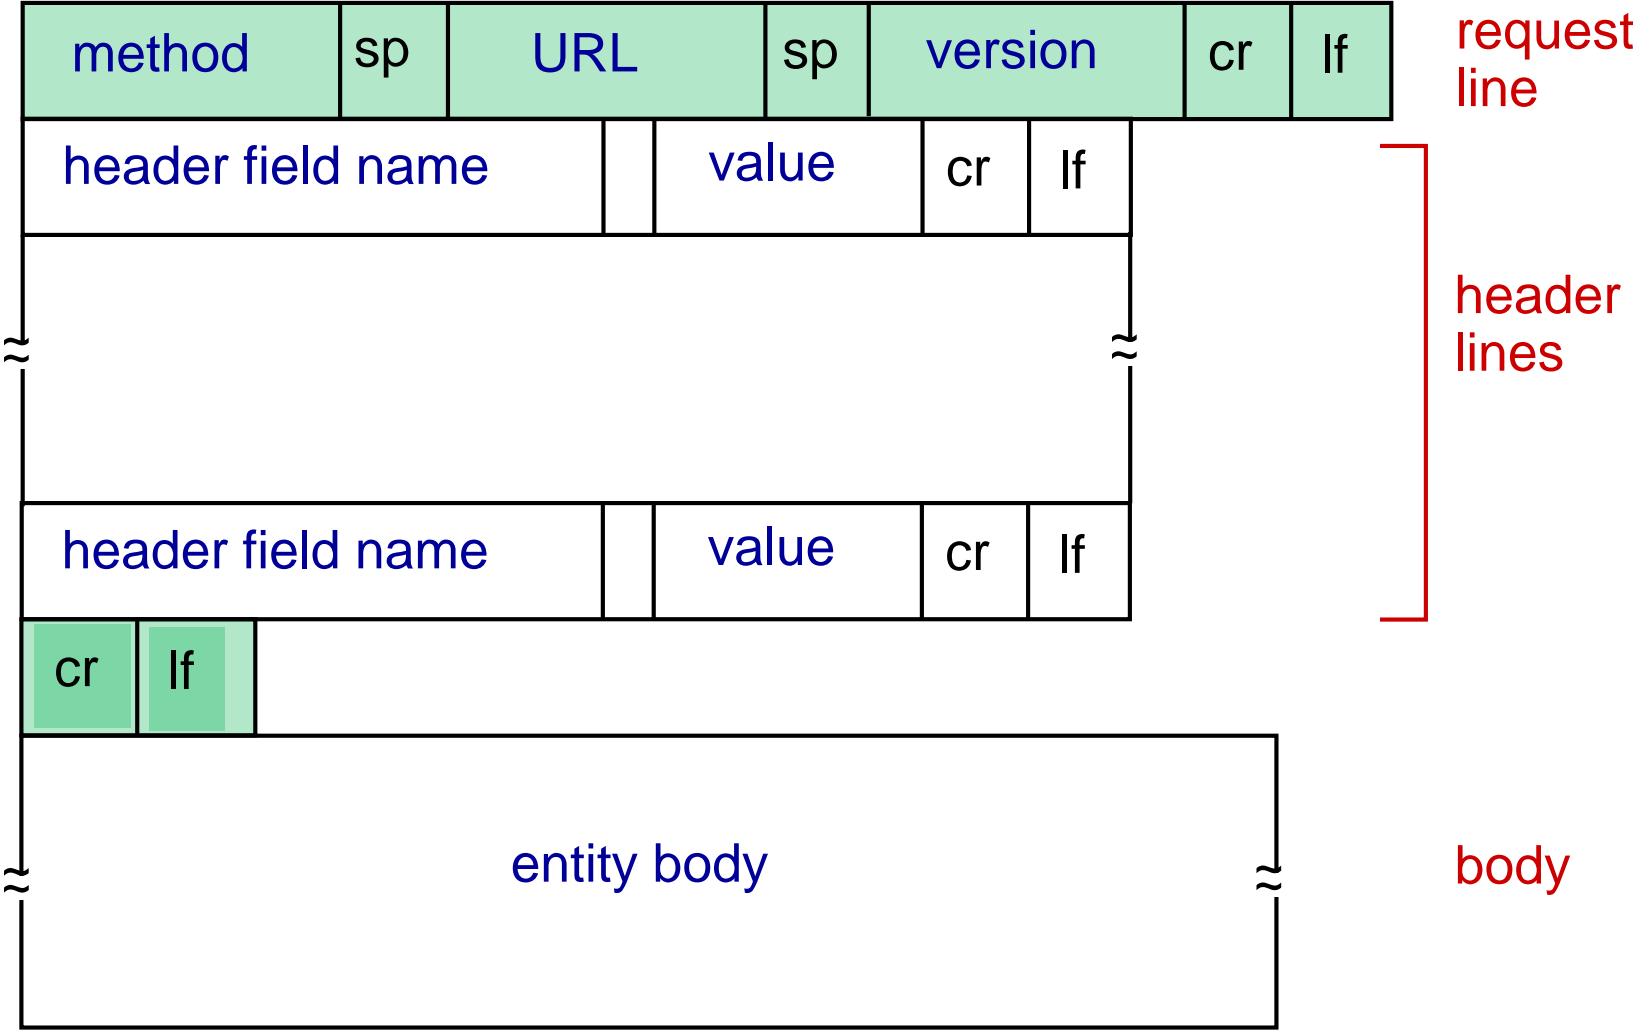 method sp URL sp version cr lf
request
line
header field name value cr lf
header
lines
header field name value cr lf
cr lf
entity body
body